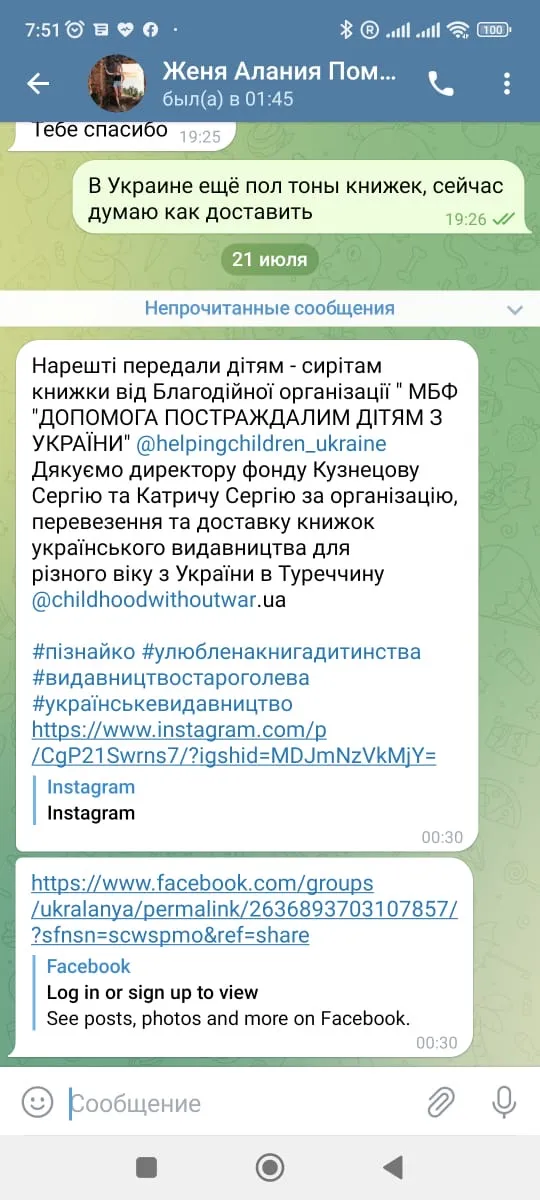 7:51
100
Женя Алания Пом...
был(а) в 01:45
Тебе спасибо 19:25
В Украине ещё пол тоны книжек, сейчас
думаю как доставить 19:26
21 июля
Непрочитанные сообщения
Нарешті передали дітям - сирітам
книжки від Благодійної організації " МБФ
"ДОПОМОГА ПОСТРАЖДАЛИМ ДІТЯМ З
УКРАЇНИ" @helpingchildren_ukraine
Дякуємо директору фонду Кузнецову
Сергію та Катричу Сергію за організацію,
перевезення та доставку книжок
українського видавництва для
різного віку з України в Туреччину
@childhoodwithoutwar.ua
#пізнайко #улюбленакнигадитинства
#видавництвостароголева
#українськевидавництво
https://www.instagram.com/p
/CgP21Swrns7/?igshid=MDJmNzVkMjY=
Instagram
Instagram
00:30
https://www.facebook.com/groups
/ukralanya/permalink/2636893703107857/
?sfnsn=scwspmo&ref=share
Facebook
Log in or sign up to view
See posts, photos and more on Facebook.
00:30
Сообщение